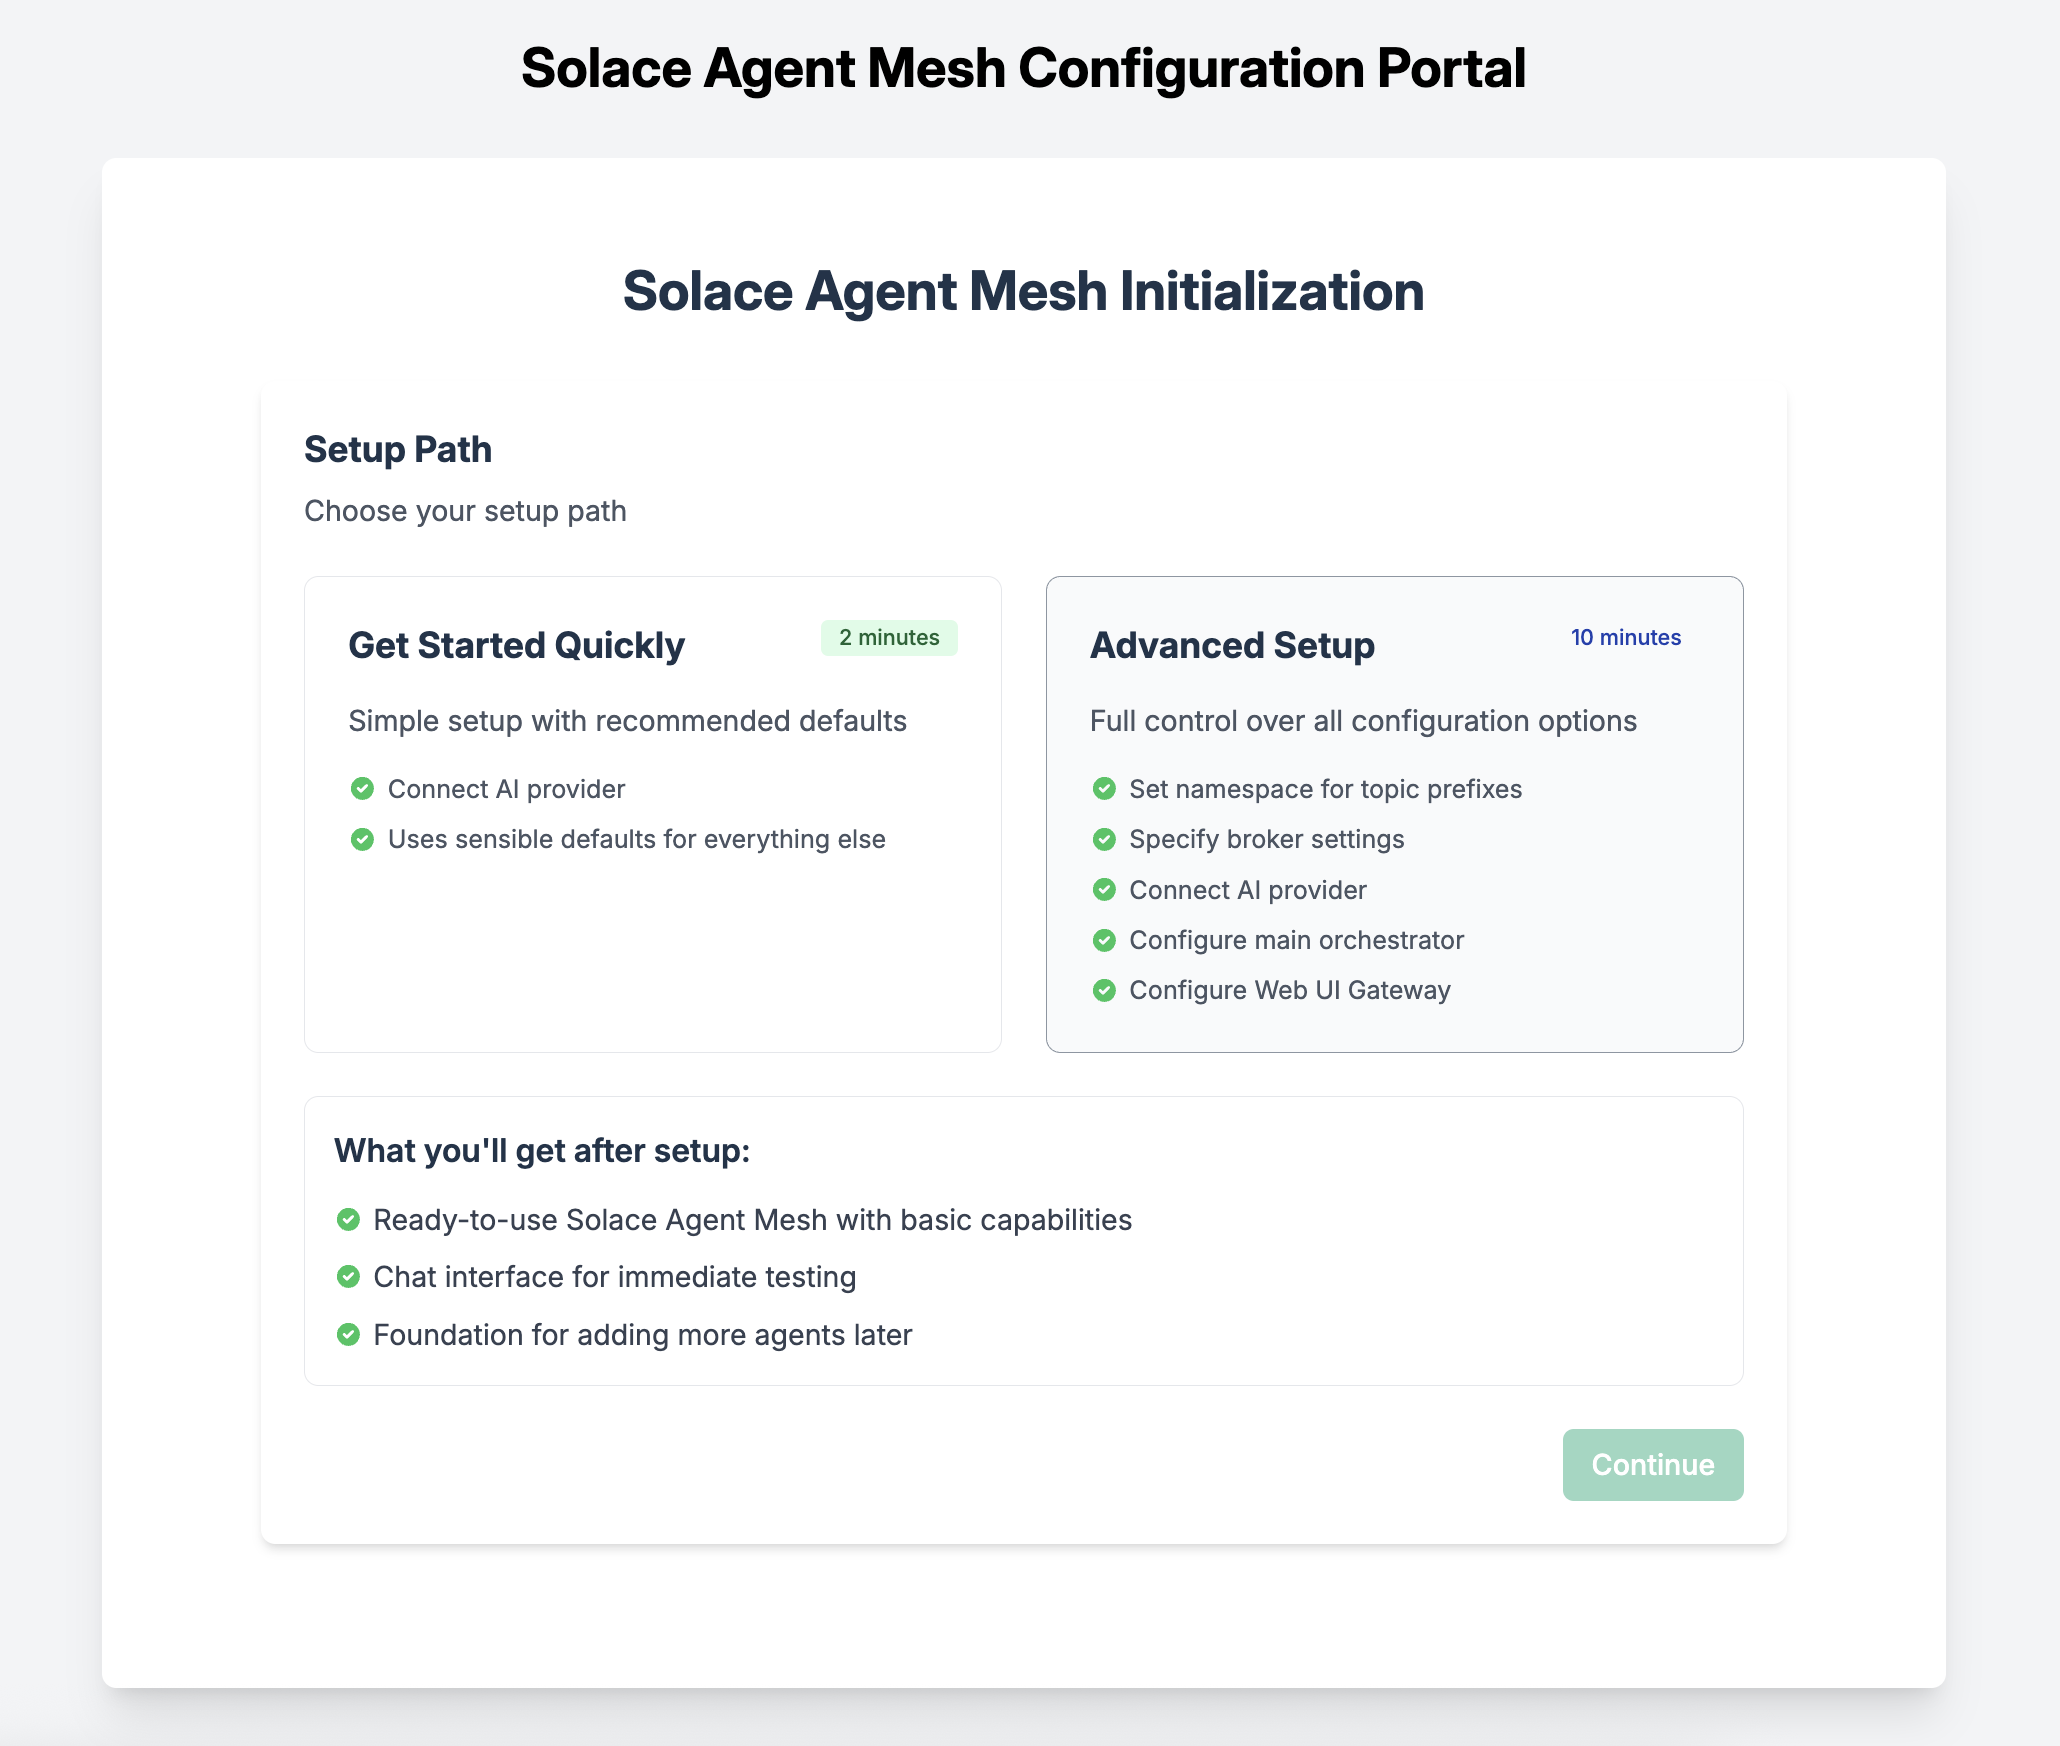 Solace Agent Mesh Configuration Portal
Solace Agent Mesh Initialization
Setup Path
Choose your setup path
Get Started Quickly
2 minutes
Simple setup with recommended defaults
Connect AI provider
Uses sensible defaults for everything else
Advanced Setup
10 minutes
Full control over all configuration options
Set namespace for topic prefixes
Specify broker settings
Connect AI provider
Configure main orchestrator
Configure Web UI Gateway
What you'll get after setup:
Ready-to-use Solace Agent Mesh with basic capabilities
Chat interface for immediate testing
Foundation for adding more agents later
Continue